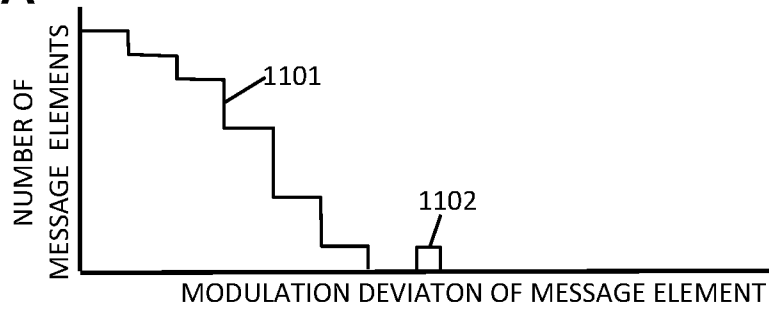 NUMBER OF
MESSAGE ELEMENTS
1101
1102
MODULATION DEVIATON OF MESSAGE ELEMENT